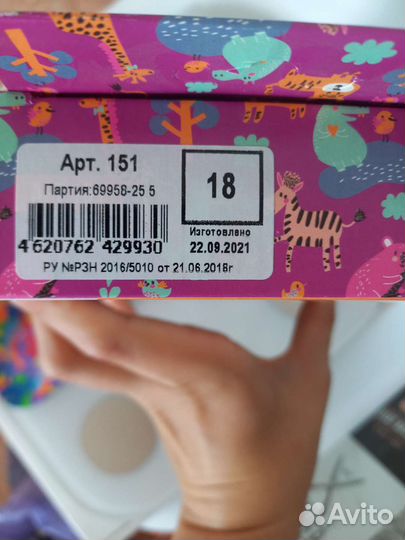 Арт. 151
Партия:69958-25 5
18
Изготовлено
22.09.2021
4 620762 429930
РУ №РЗН 2016/5010 от 21.06.2018г
Avito